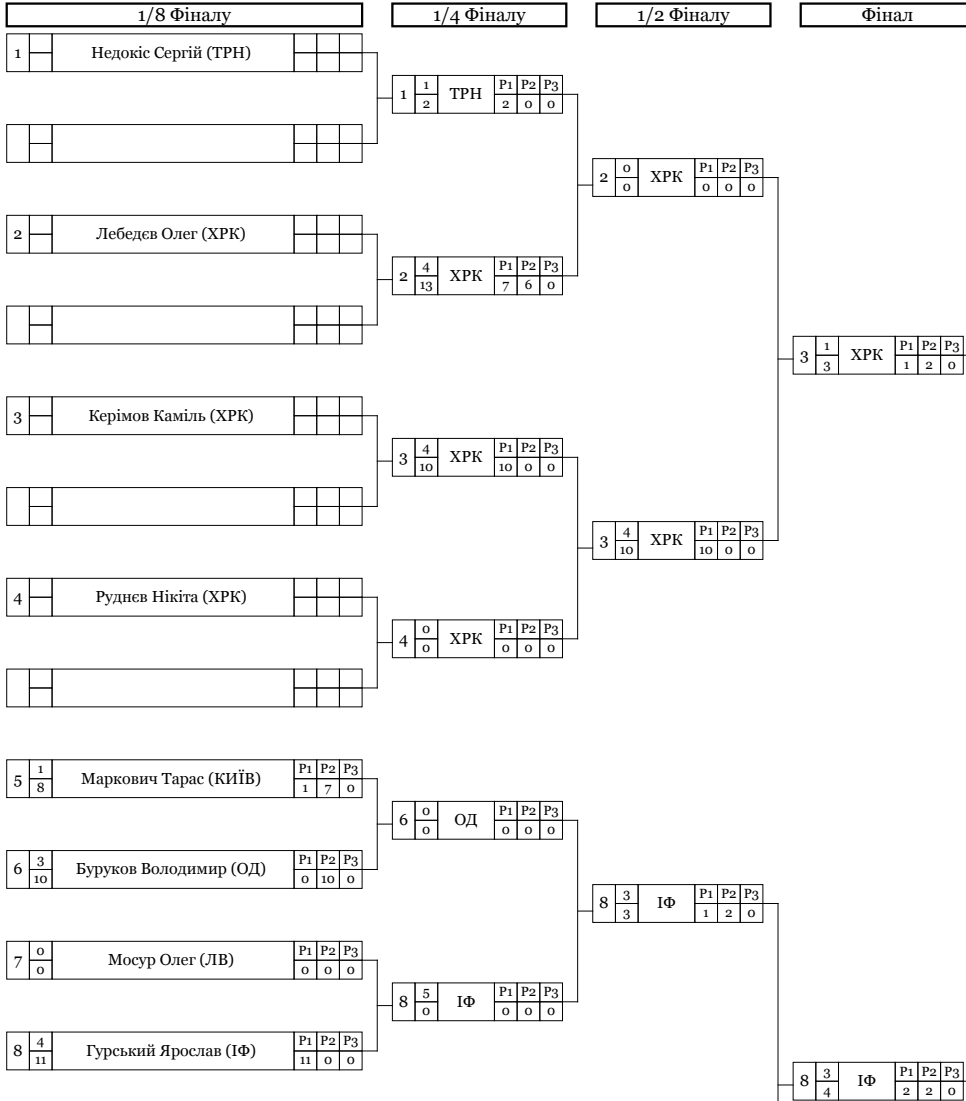 1/8 Фіналу
1/4 Фіналу
1/2 Фіналу
Фінал
1 Недокіс Сергій (ТРН)
1 1 2 ТРН P1 P2 P3 2 0 0
2 0 0 ХРК P1 P2 P3 0 0 0
2 Лебедєв Олег (ХРК)
2 4 13 ХРК P1 P2 P3 7 6 0
3 1 3 ХРК P1 P2 P3 1 2 0
3 Керімов Каміль (ХРК)
3 4 10 ХРК P1 P2 P3 10 0 0
3 4 10 ХРК P1 P2 P3 10 0 0
4 Руднєв Нікіта (ХРК)
4 0 0 ХРК P1 P2 P3 0 0 0
5 1 8 Маркович Тарас (КИЇВ) P1 P2 P3 1 7 0
6 0 0 ОД P1 P2 P3 0 0 0
6 3 10 Буруков Володимир (ОД) P1 P2 P3 0 10 0
8 3 3 ІФ P1 P2 P3 1 2 0
7 0 0 Мосур Олег (ЛВ) P1 P2 P3 0 0 0
8 5 0 ІФ P1 P2 P3 0 0 0
8 4 11 Гурський Ярослав (ІФ) P1 P2 P3 11 0 0
8 3 4 ІФ P1 P2 P3 2 2 0